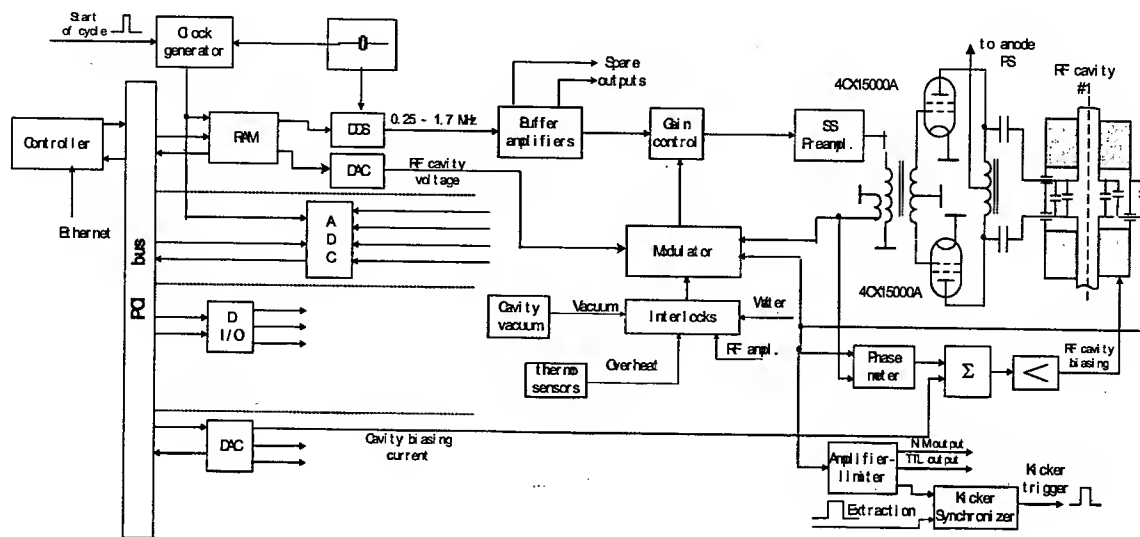 Start
of cycle
Clock
generator
to anode
PS
4CX15000A
RF cavity
#1
Spare
outputs
Controller
RAM
DDS
0.25 - 1.7 MHz
Buffer
amplifiers
Gain
control
SS
Preampl.
DAC
RF cavity
voltage
Ethernet
PCI bus
A
D
C
Modulator
4CX15000A
Cavity
vacuum
Vacuum
Interlocks
Water
D
I/O
RF ampl.
thermo
sensors
Overheat
Phase
meter
Σ
<
RF cavity
biasing
DAC
Cavity biasing
current
Amplifier-
limiter
NIM output
TTL output
Kicker
trigger
Extraction
Kicker
Synchronizer